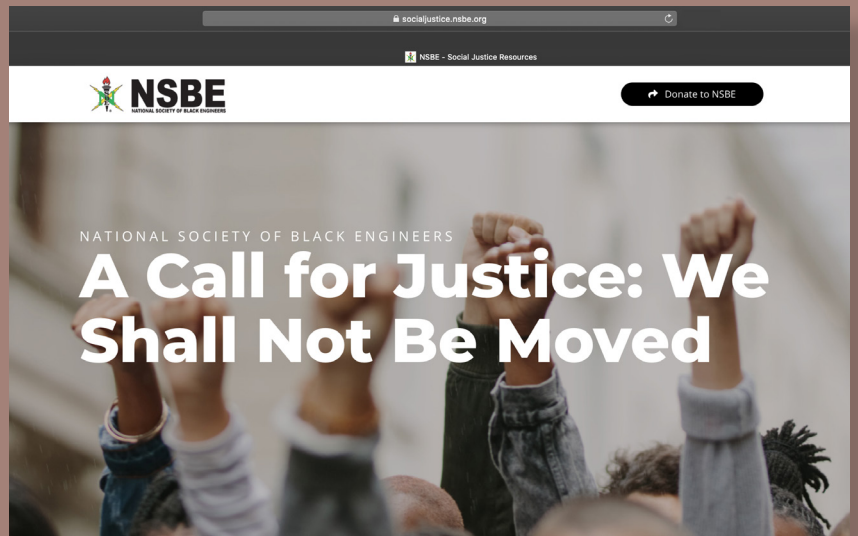 socialjustice.nsbe.org
NSBE - Social Justice Resources
NSBE
NATIONAL SOCIETY OF BLACK ENGINEERS
Donate to NSBE
NATIONAL SOCIETY OF BLACK ENGINEERS
A Call for Justice: We
Shall Not Be Moved